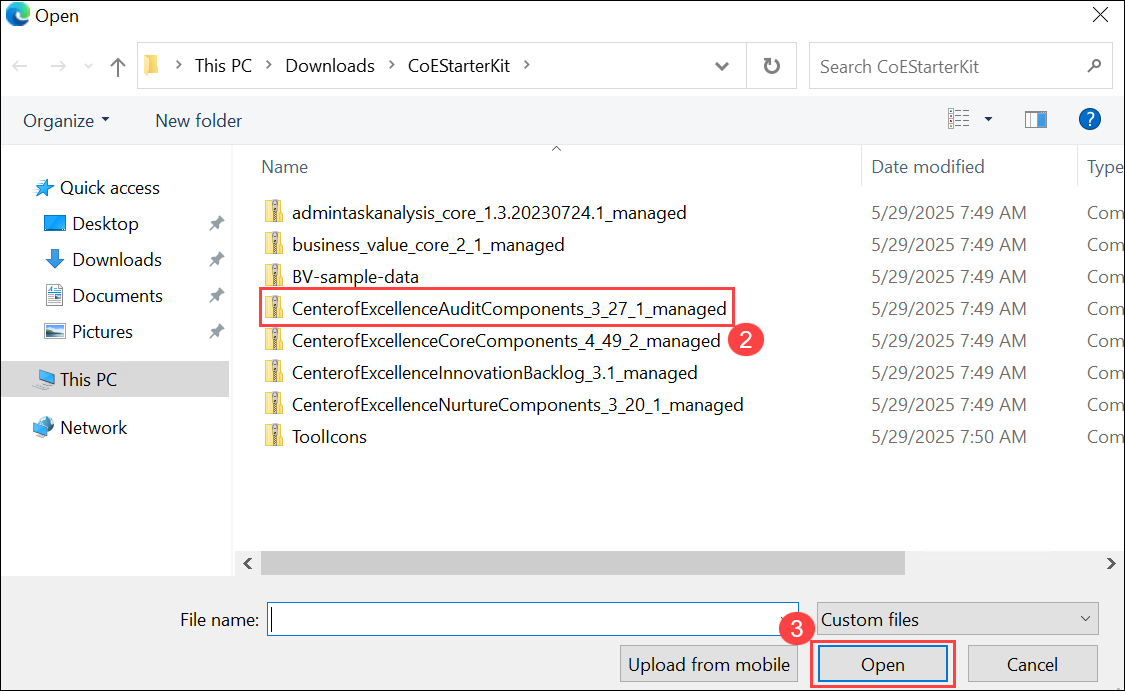 Open
This PC > Downloads > CoEStarterKit >
Search CoEStarterKit
Organize
New folder
?
Name
Date modified
Type
Quick access
Desktop
Downloads
Documents
Pictures
This PC
Network
admintaskanalysis_core_1.3.20230724.1_managed 5/29/2025 7:49 AM Com
business_value_core_2_1_managed 5/29/2025 7:49 AM Com
BV-sample-data 5/29/2025 7:49 AM Com
CenterofExcellenceAuditComponents_3_27_1_managed 5/29/2025 7:49 AM Com
2
CenterofExcellenceCoreComponents_4_49_2_managed 5/29/2025 7:49 AM Com
CenterofExcellenceInnovationBacklog_3.1_managed 5/29/2025 7:49 AM Com
CenterofExcellenceNurtureComponents_3_20_1_managed 5/29/2025 7:49 AM Com
ToolIcons 5/29/2025 7:50 AM Com
File name:
Custom files
3
Upload from mobile
Open
Cancel